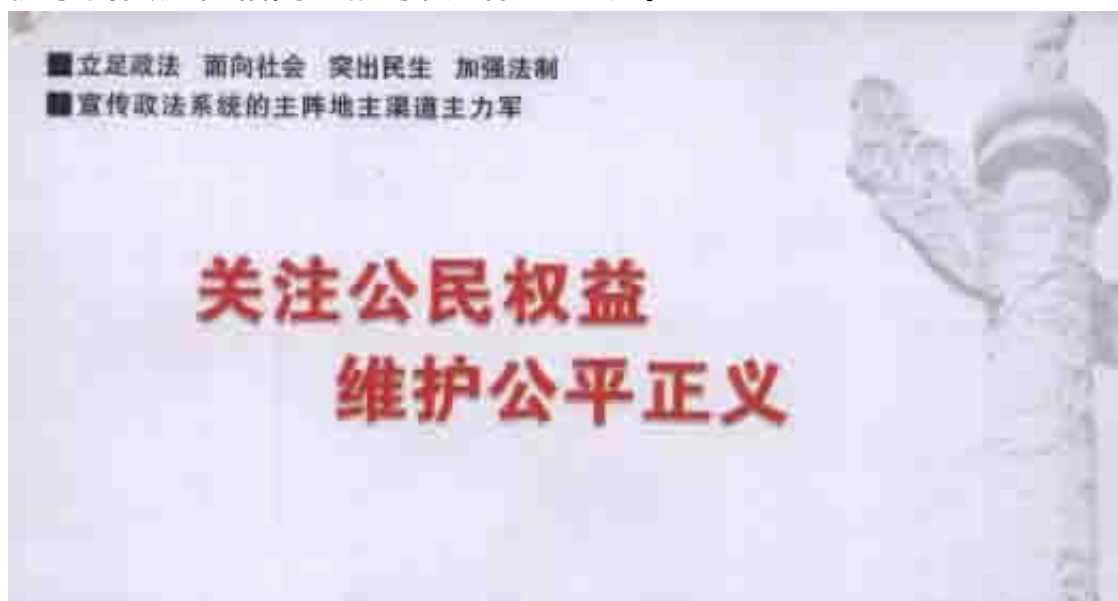 ■立足政法 面向社会 突出民生 加强法制
■宣传政法系统的主阵地主渠道主力军
关注公民权益
维护公平正义